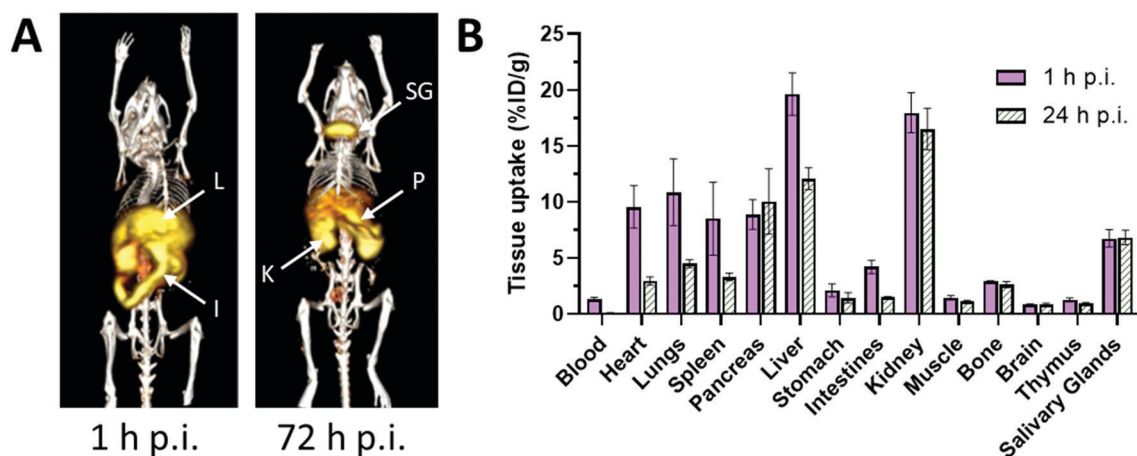 A
L
I
1 h p.i.
SG
P
K
72 h p.i.
B
Tissue uptake (%ID/g)
25
20
15
10
5
0
1 h p.i.
24 h p.i.
Blood
Heart
Lungs
Spleen
Pancreas
Liver
Stomach
Intestines
Kidney
Muscle
Bone
Brain
Thymus
Salivary Glands